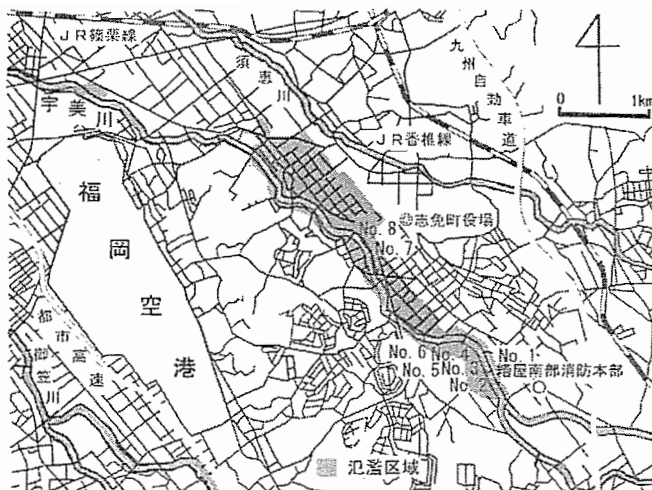 JR篠栗線
須恵川
九州自動車道
0 1km
宇美川
JR香椎線
福岡空港
◎志免町役場
No. 8
No. 7
都市高速
御笠川
No. 6 No. 4 No. 1
No. 5 No. 3 粕屋南部消防本部
No. 2
氾濫区域